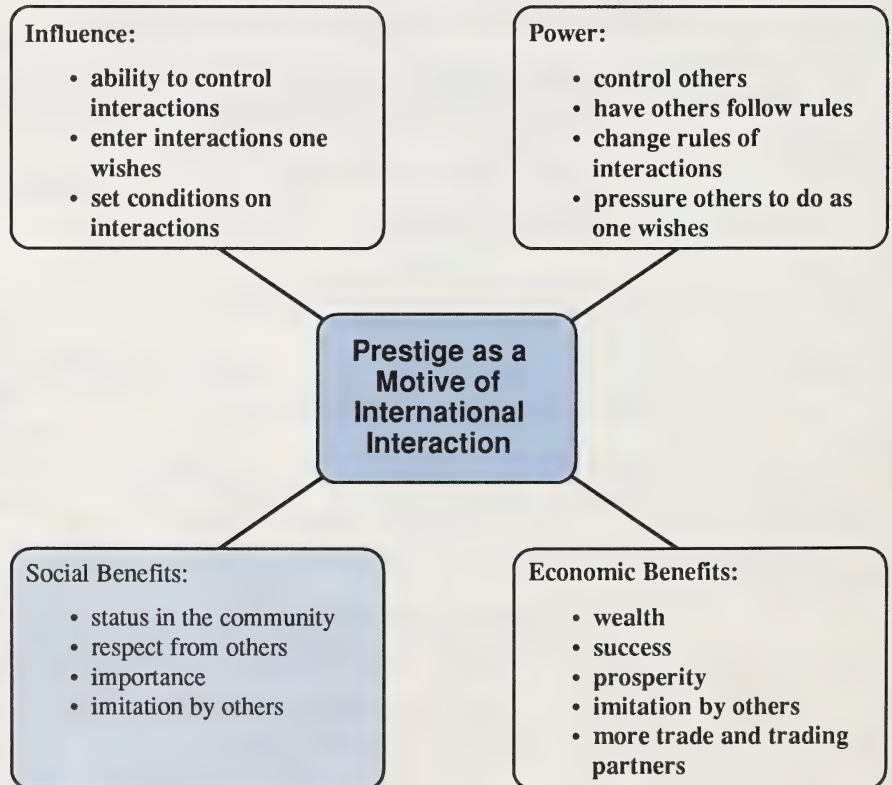 Influence:
• ability to control
interactions
• enter interactions one
wishes
• set conditions on
interactions
Power:
• control others
• have others follow rules
• change rules of
interactions
• pressure others to do as
one wishes
Prestige as a
Motive of
International
Interaction
Social Benefits:
• status in the community
• respect from others
• importance
• imitation by others
Economic Benefits:
• wealth
• success
• prosperity
• imitation by others
• more trade and trading
partners